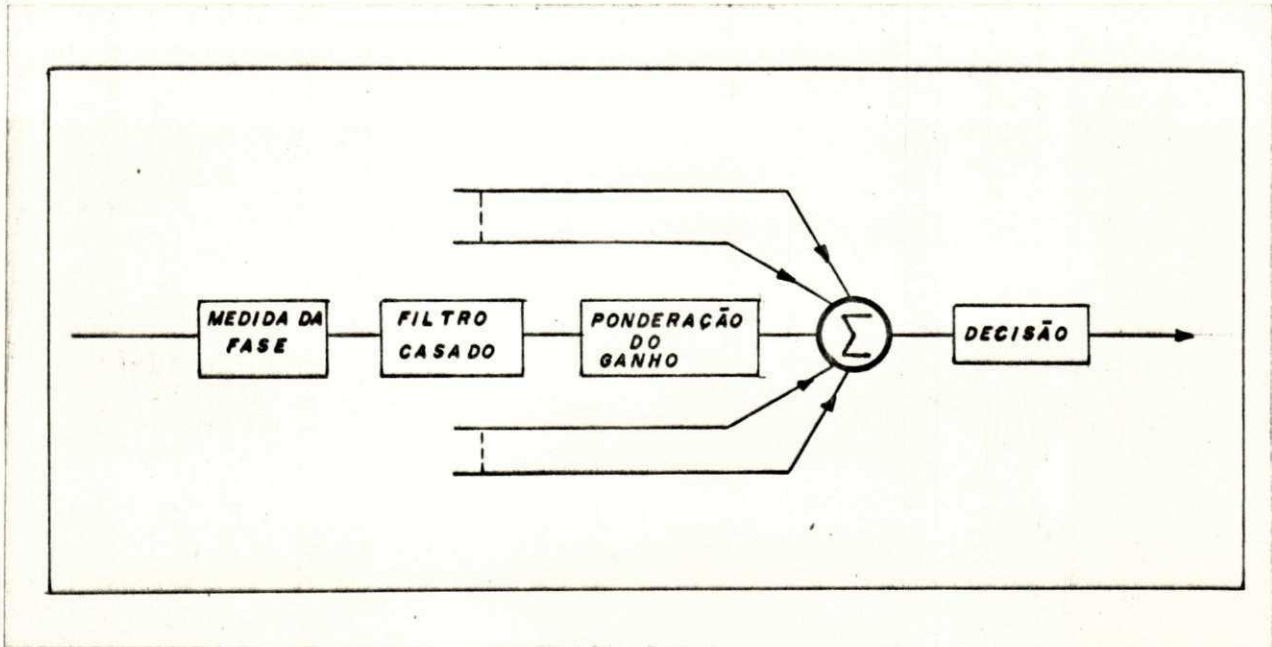 MEDIDA DA
FASE
FILTRO
CASADO
PONDERAÇÃO
DO
GANHO
Σ
DECISÃO